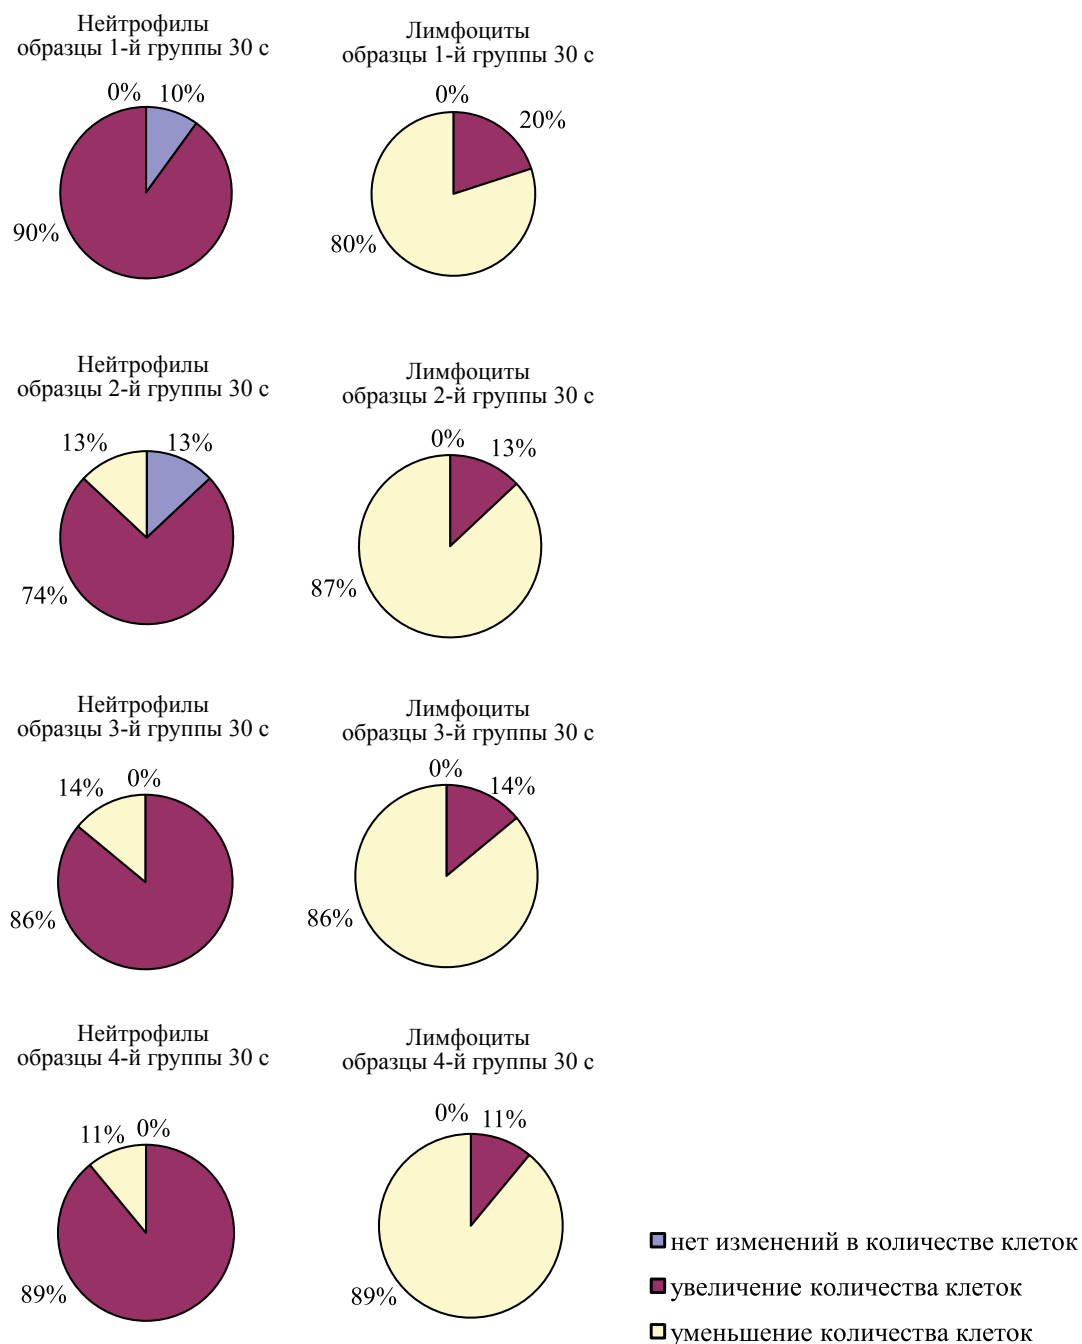 Нейтрофилы
образцы 1-й группы 30 с
0%
10%
90%
Лимфоциты
образцы 1-й группы 30 с
0%
20%
80%
Нейтрофилы
образцы 2-й группы 30 с
13%
13%
74%
Лимфоциты
образцы 2-й группы 30 с
0%
13%
87%
Нейтрофилы
образцы 3-й группы 30 с
14%
0%
86%
Лимфоциты
образцы 3-й группы 30 с
0%
14%
86%
Нейтрофилы
образцы 4-й группы 30 с
11%
0%
89%
Лимфоциты
образцы 4-й группы 30 с
0%
11%
89%
нет изменений в количестве клеток
увеличение количества клеток
уменьшение количества клеток